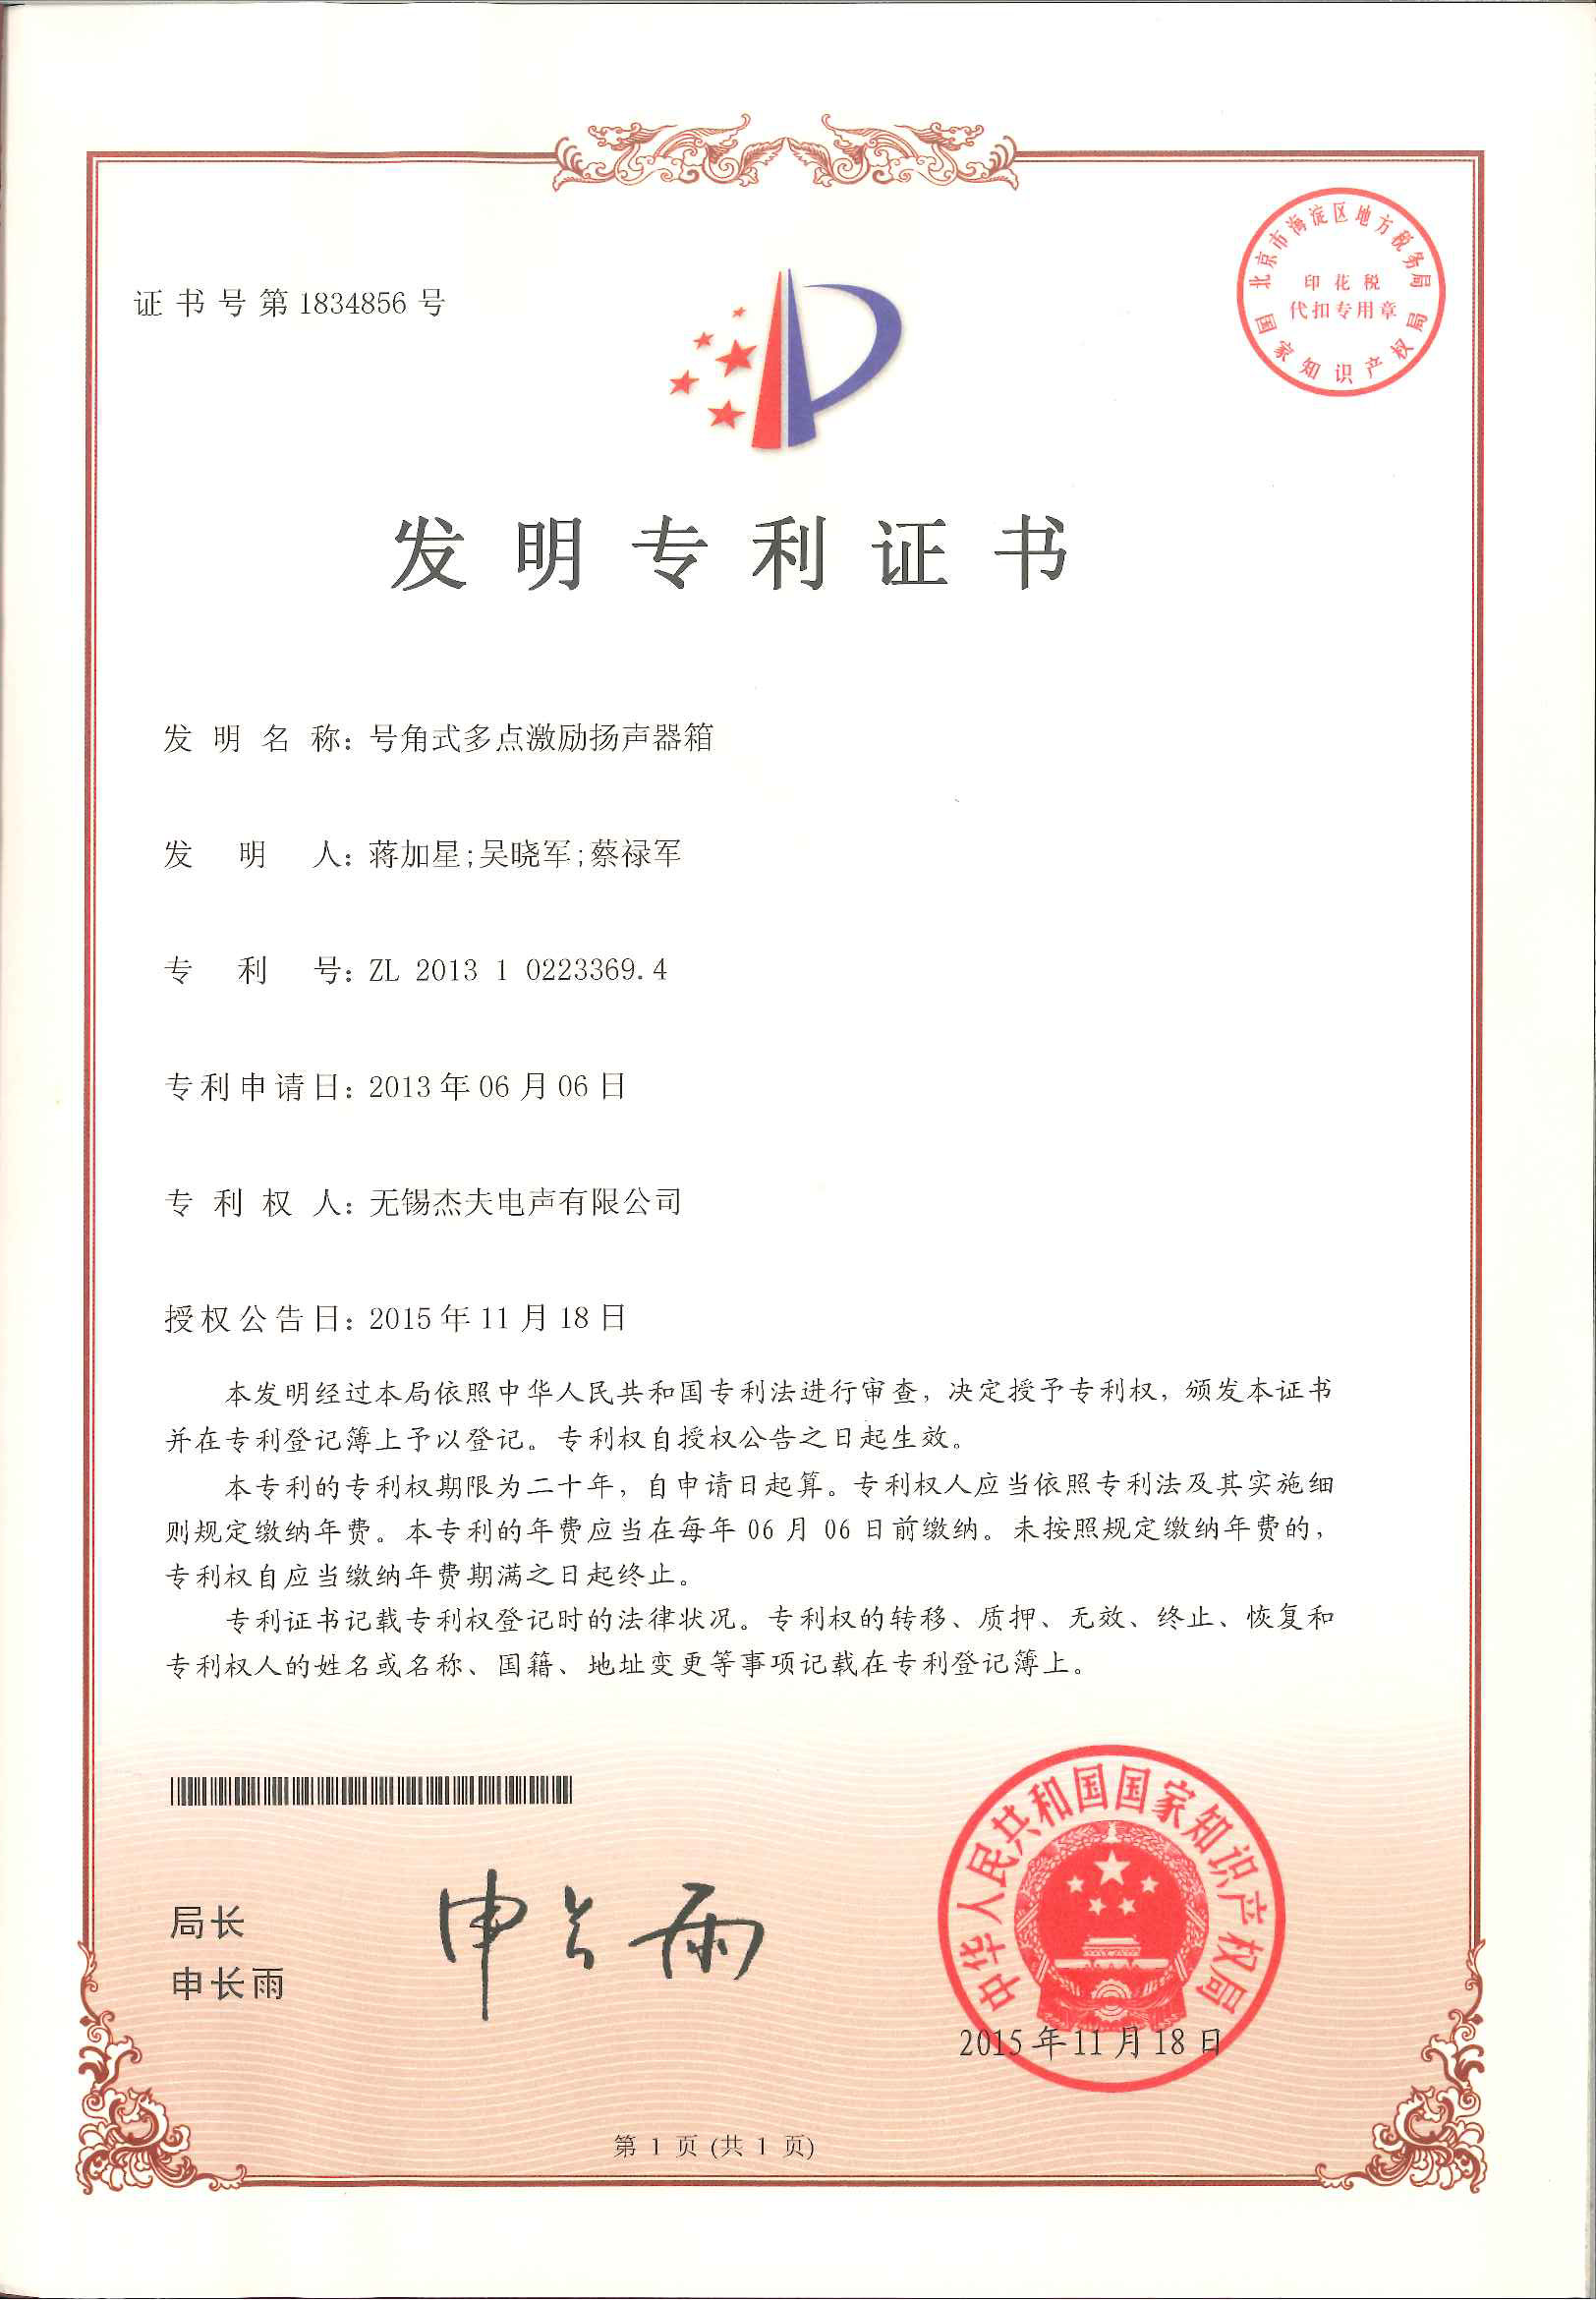 证书号第1834856号
北京市海淀区地方税务局
印花税
代扣专用章
国家知识产权局
发明专利证书
发明名称：号角式多点激励扬声器箱
发明人：蒋加星;吴晓军;蔡禄军
专利号：ZL 2013 1 0223369.4
专利申请日：2013年06月06日
专利权人：无锡杰夫电声有限公司
授权公告日：2015年11月18日
本发明经过本局依照中华人民共和国专利法进行审查，决定授予专利权，颁发本证书
并在专利登记簿上予以登记。专利权自授权公告之日起生效。
本专利的专利权期限为二十年，自申请日起算。专利权人应当依照专利法及其实施细
则规定缴纳年费。本专利的年费应当在每年06月06日前缴纳。未按照规定缴纳年费的，
专利权自应当缴纳年费期满之日起终止。
专利证书记载专利权登记时的法律状况。专利权的转移、质押、无效、终止、恢复和
专利权人的姓名或名称、国籍、地址变更等事项记载在专利登记簿上。
局长
申长雨
申长雨
中华人民共和国国家知识产权局
2015年11月18日
第 1 页 (共 1 页)